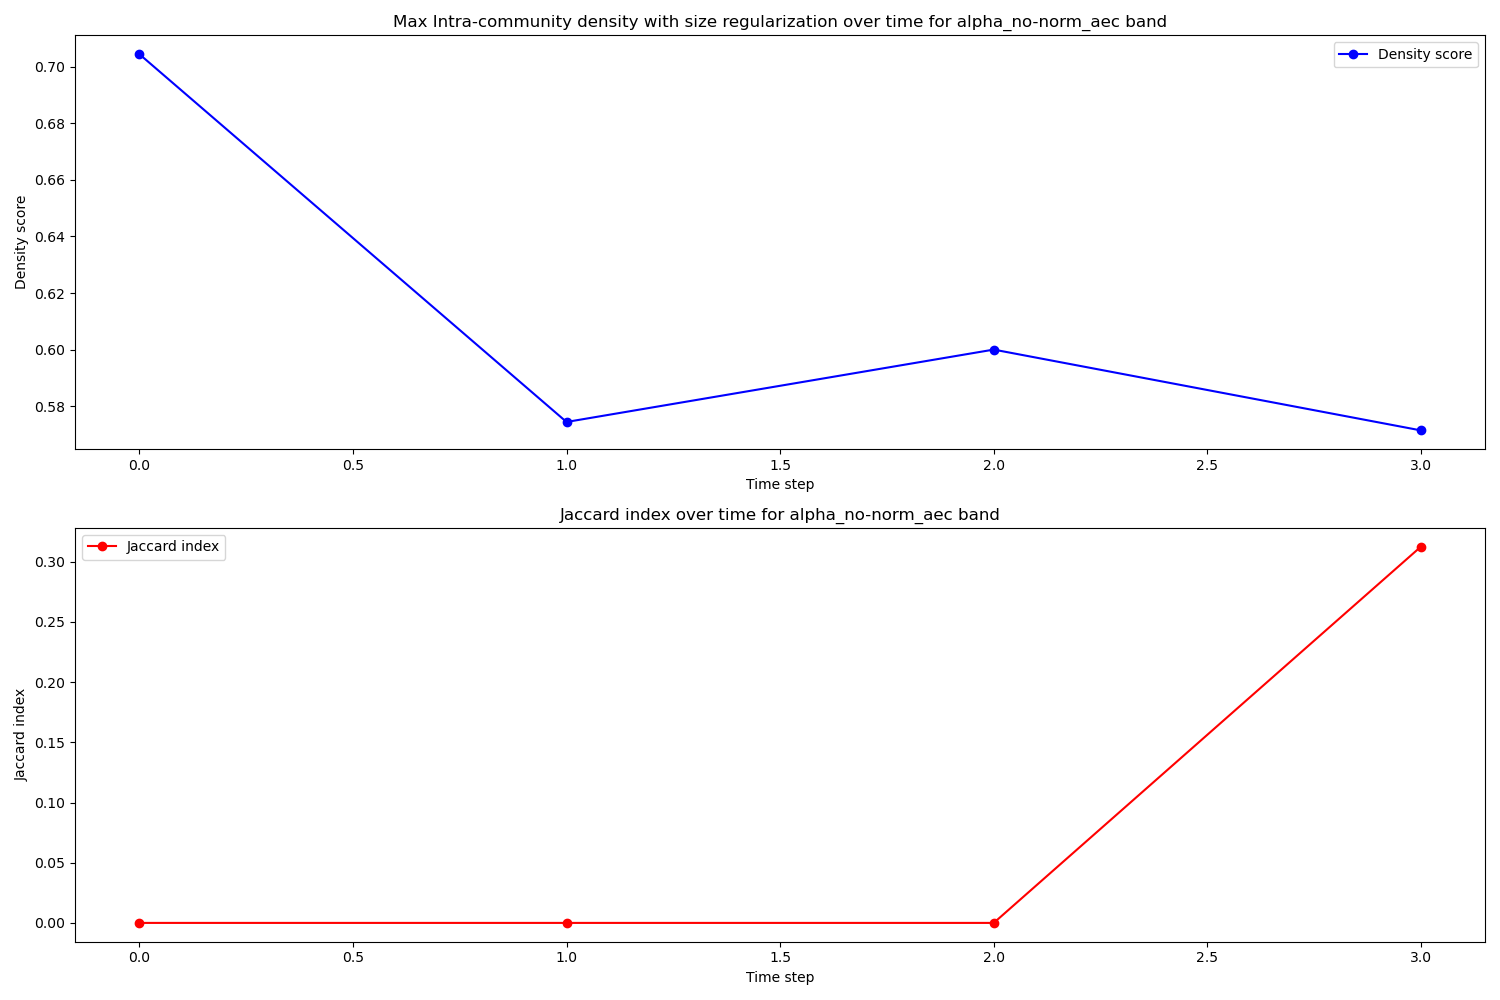 Max Intra-community density with size regularization over time for alpha_no-norm_aec band
Density score
0.70
0.68
0.66
0.64
0.62
0.60
0.58
Density score
0.0 0.5 1.0 1.5 2.0 2.5 3.0
Time step
Jaccard index over time for alpha_no-norm_aec band
Jaccard index
0.30
0.25
0.20
0.15
0.10
0.05
0.00
Jaccard index
0.0 0.5 1.0 1.5 2.0 2.5 3.0
Time step